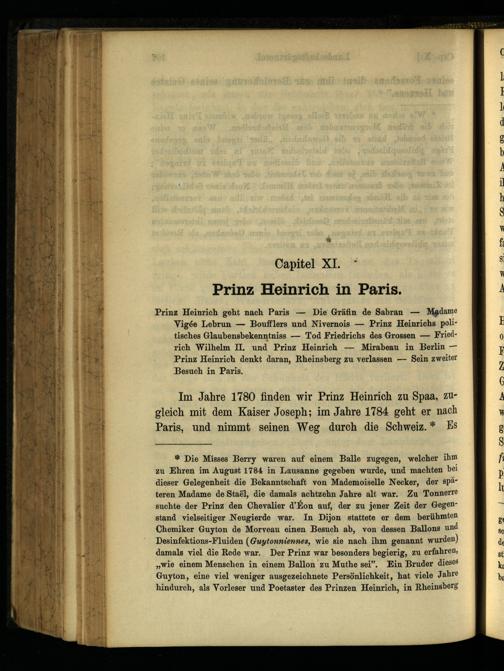 Capitel XI.
Prinz Heinrich in Paris.
Prinz Heinrich geht nach Paris — Die Gräfin de Sabran — Madame
Vigée Lebrun — Boufflers und Nivernois — Prinz Heinrichs poli-
tisches Glaubensbekenntniss — Tod Friedrichs des Grossen — Fried-
rich Wilhelm II. und Prinz Heinrich — Mirabeau in Berlin —
Prinz Heinrich denkt daran, Rheinsberg zu verlassen — Sein zweiter
Besuch in Paris.
Im Jahre 1780 finden wir Prinz Heinrich zu Spaa, zu-
gleich mit dem Kaiser Joseph; im Jahre 1784 geht er nach
Paris, und nimmt seinen Weg durch die Schweiz.* Es
* Die Misses Berry waren auf einem Balle zugegen, welcher ihm
zu Ehren im August 1784 in Lausanne gegeben wurde, und machten bei
dieser Gelegenheit die Bekanntschaft von Mademoiselle Necker, der spä-
teren Madame de Staël, die damals achtzehn Jahre alt war. Zu Tonnerre
suchte der Prinz den Chevalier d'Éon auf, der zu jener Zeit der Gegen-
stand vielseitiger Neugierde war. In Dijon stattete er dem berühmten
Chemiker Guyton de Morveau einen Besuch ab, von dessen Ballons und
Desinfektions-Fluiden (Guytonniennes, wie sie nach ihm genannt wurden)
damals viel die Rede war. Der Prinz war besonders begierig, zu erfahren,
„wie einem Menschen in einem Ballon zu Muthe sei". Ein Bruder dieses
Guyton, eine viel weniger ausgezeichnete Persönlichkeit, hat viele Jahre
hindurch, als Vorleser und Poetaster des Prinzen Heinrich, in Rheinsberg